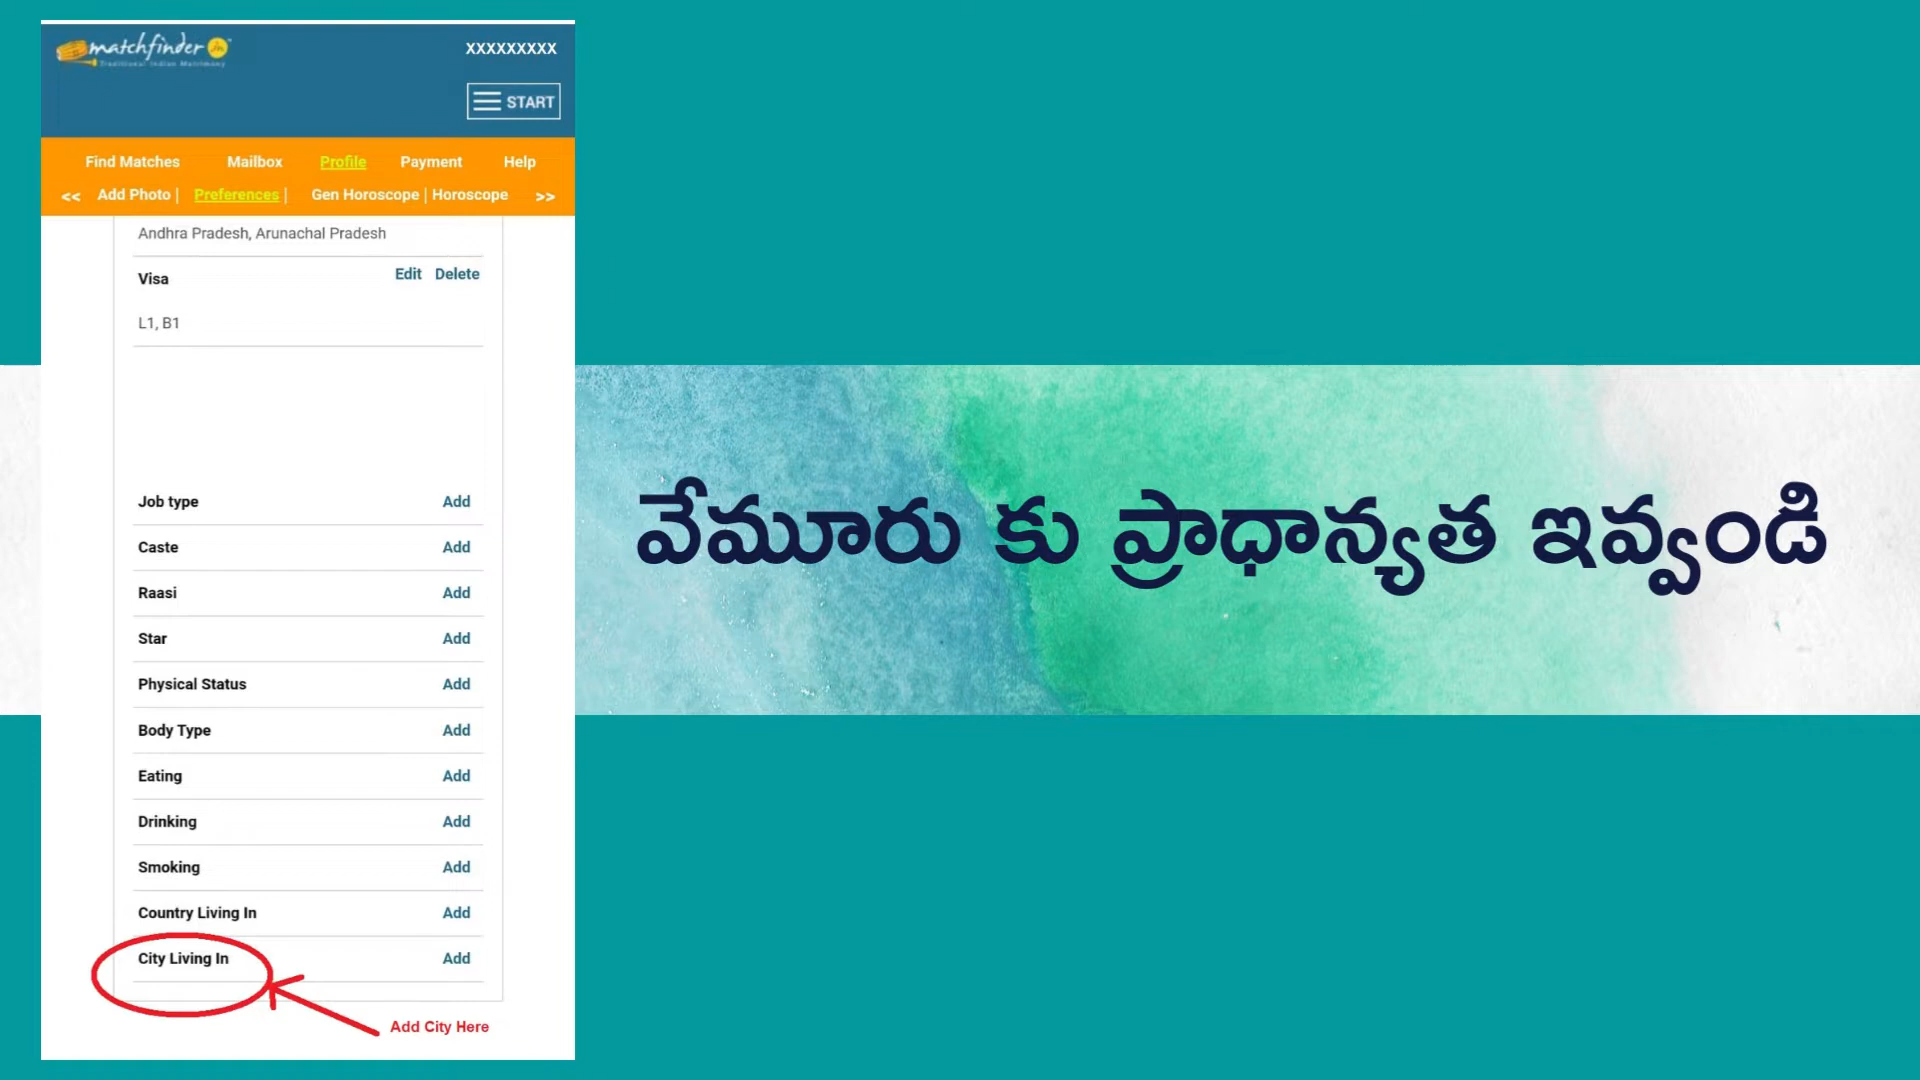 matchfinder in
Traditional Indian Matrimony
XXXXXXXXX
START
Find Matches Mailbox Profile Payment Help
<< Add Photo | Preferences | Gen Horoscope | Horoscope >>
Andhra Pradesh, Arunachal Pradesh
Visa Edit Delete
L1, B1
Job type Add
Caste Add
Raasi Add
Star Add
Physical Status Add
Body Type Add
Eating Add
Drinking Add
Smoking Add
Country Living In Add
City Living In Add
Add City Here
వేమూరు కు ప్రాధాన్యత ఇవ్వండి